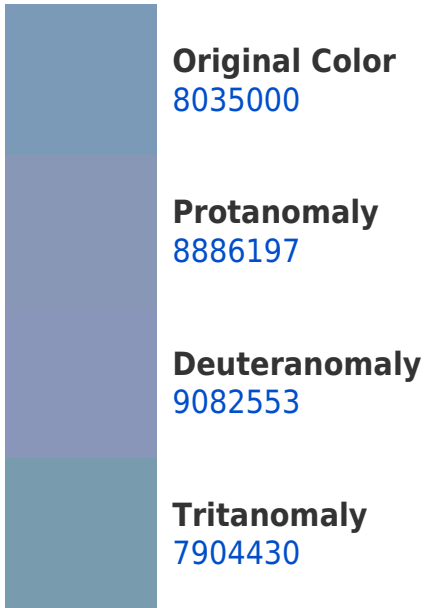 Original Color
8035000
Protanomaly
8886197
Deuteranomaly
9082553
Tritanomaly
7904430